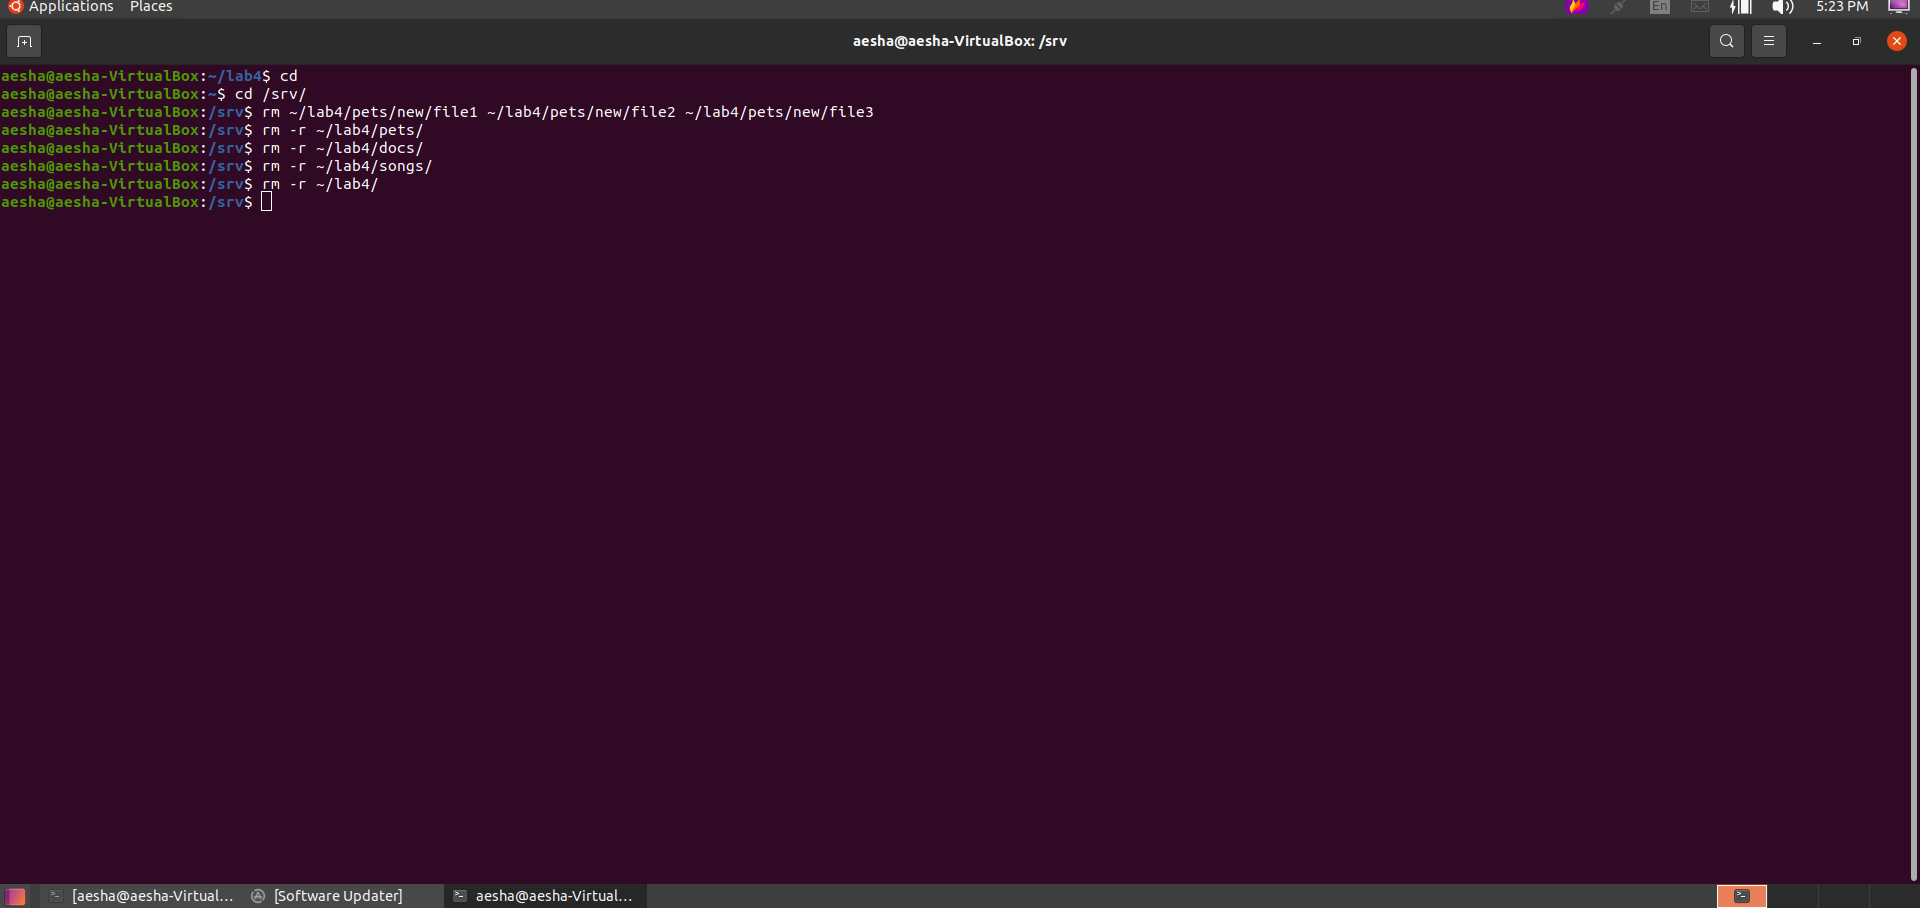 Applications Places En 5:23 PM
aesha@aesha-VirtualBox: /srv
aesha@aesha-VirtualBox:~/lab4$ cd
aesha@aesha-VirtualBox:~$ cd /srv/
aesha@aesha-VirtualBox:/srv$ rm ~/lab4/pets/new/file1 ~/lab4/pets/new/file2 ~/lab4/pets/new/file3
aesha@aesha-VirtualBox:/srv$ rm -r ~/lab4/pets/
aesha@aesha-VirtualBox:/srv$ rm -r ~/lab4/docs/
aesha@aesha-VirtualBox:/srv$ rm -r ~/lab4/songs/
aesha@aesha-VirtualBox:/srv$ rm -r ~/lab4/
aesha@aesha-VirtualBox:/srv$
[aesha@aesha-Virtual... [Software Updater] aesha@aesha-Virtual...